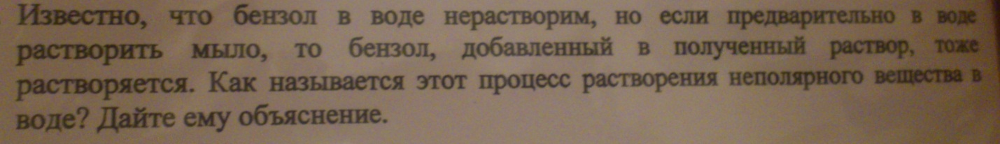 Известно, что бензол в воде нерастворим, но если предварительно в воде
растворить мыло, то бензол, добавленный в полученный раствор, тоже
растворяется. Как называется этот процесс растворения неполярного вещества в
воде? Дайте ему объяснение.